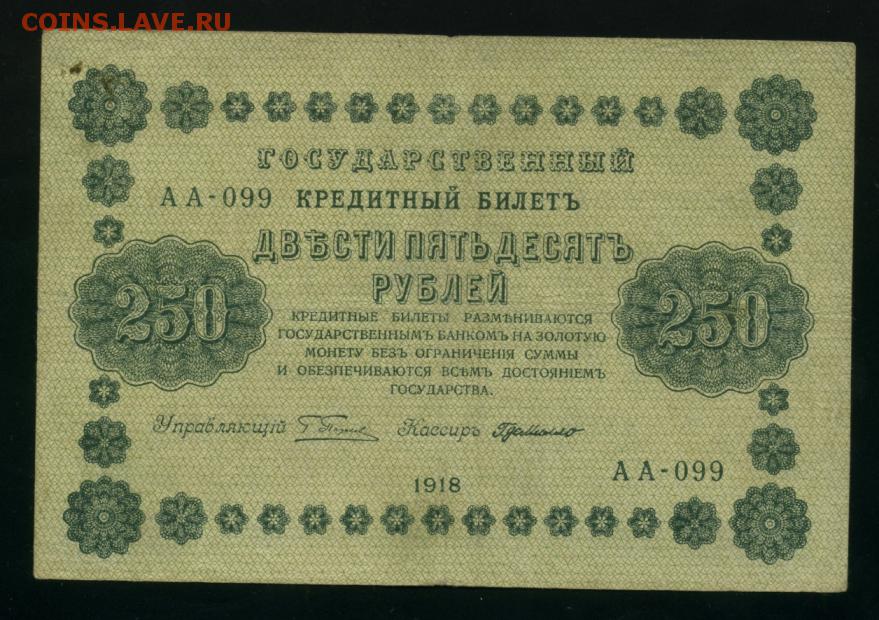 COINS.LAVE.RU
ГОСУДАРСТВЕННЫЙ
АА-099 КРЕДИТНЫЙ БИЛЕТЪ
ДВѢСТИ ПЯТЬДЕСЯТЪ
РУБЛЕЙ
250 250
КРЕДИТНЫЕ БИЛЕТЫ РАЗМѢНИВАЮТСЯ
ГОСУДАРСТВЕННЫМЪ БАНКОМЪ НА ЗОЛОТУЮ
МОНЕТУ БЕЗЪ ОГРАНИЧЕНІЯ СУММЫ
И ОБЕЗПЕЧИВАЮТСЯ ВСѢМЪ ДОСТОЯНІЕМЪ
ГОСУДАРСТВА.
Управляющій Кассиръ
АА-099
1918